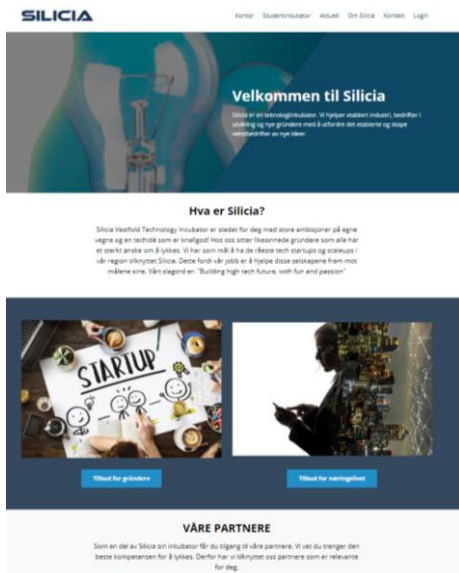 SILICIA
Kontor Studentinkubator Aktuelt Om Silicia Kontakt Login
Velkommen til Silicia
Silicia er en teknologiinkubator. Vi hjelper etablert industri, bedrifter i
utvikling og nye gründere med å utfordre det etablerte og skape
vekstbedrifter av nye ideer.
Hva er Silicia?
Silicia Vestfold Technology Incubator er stedet for deg med store ambisjoner på egne
vegne og en techidé som er knallgod! Hos oss sitter likesinnede gründere som alle har
et sterkt ønske om å lykkes. Vi har som mål å ha de råeste tech startups og scaleups i
vår region tilknyttet Silicia. Dette fordi vår jobb er å hjelpe disse selskapene fram mot
målene sine. Vårt slagord er: "Building high tech future, with fun and passion"
STARTUP
Tilbud for gründere
Tilbud for næringslivet
VÅRE PARTNERE
Som en del av Silicia sin inkubator får du tilgang til våre partnere. Vi vet du trenger den
beste kompetansen for å lykkes. Derfor har vi tilknyttet oss partnere som er relevante
for deg.